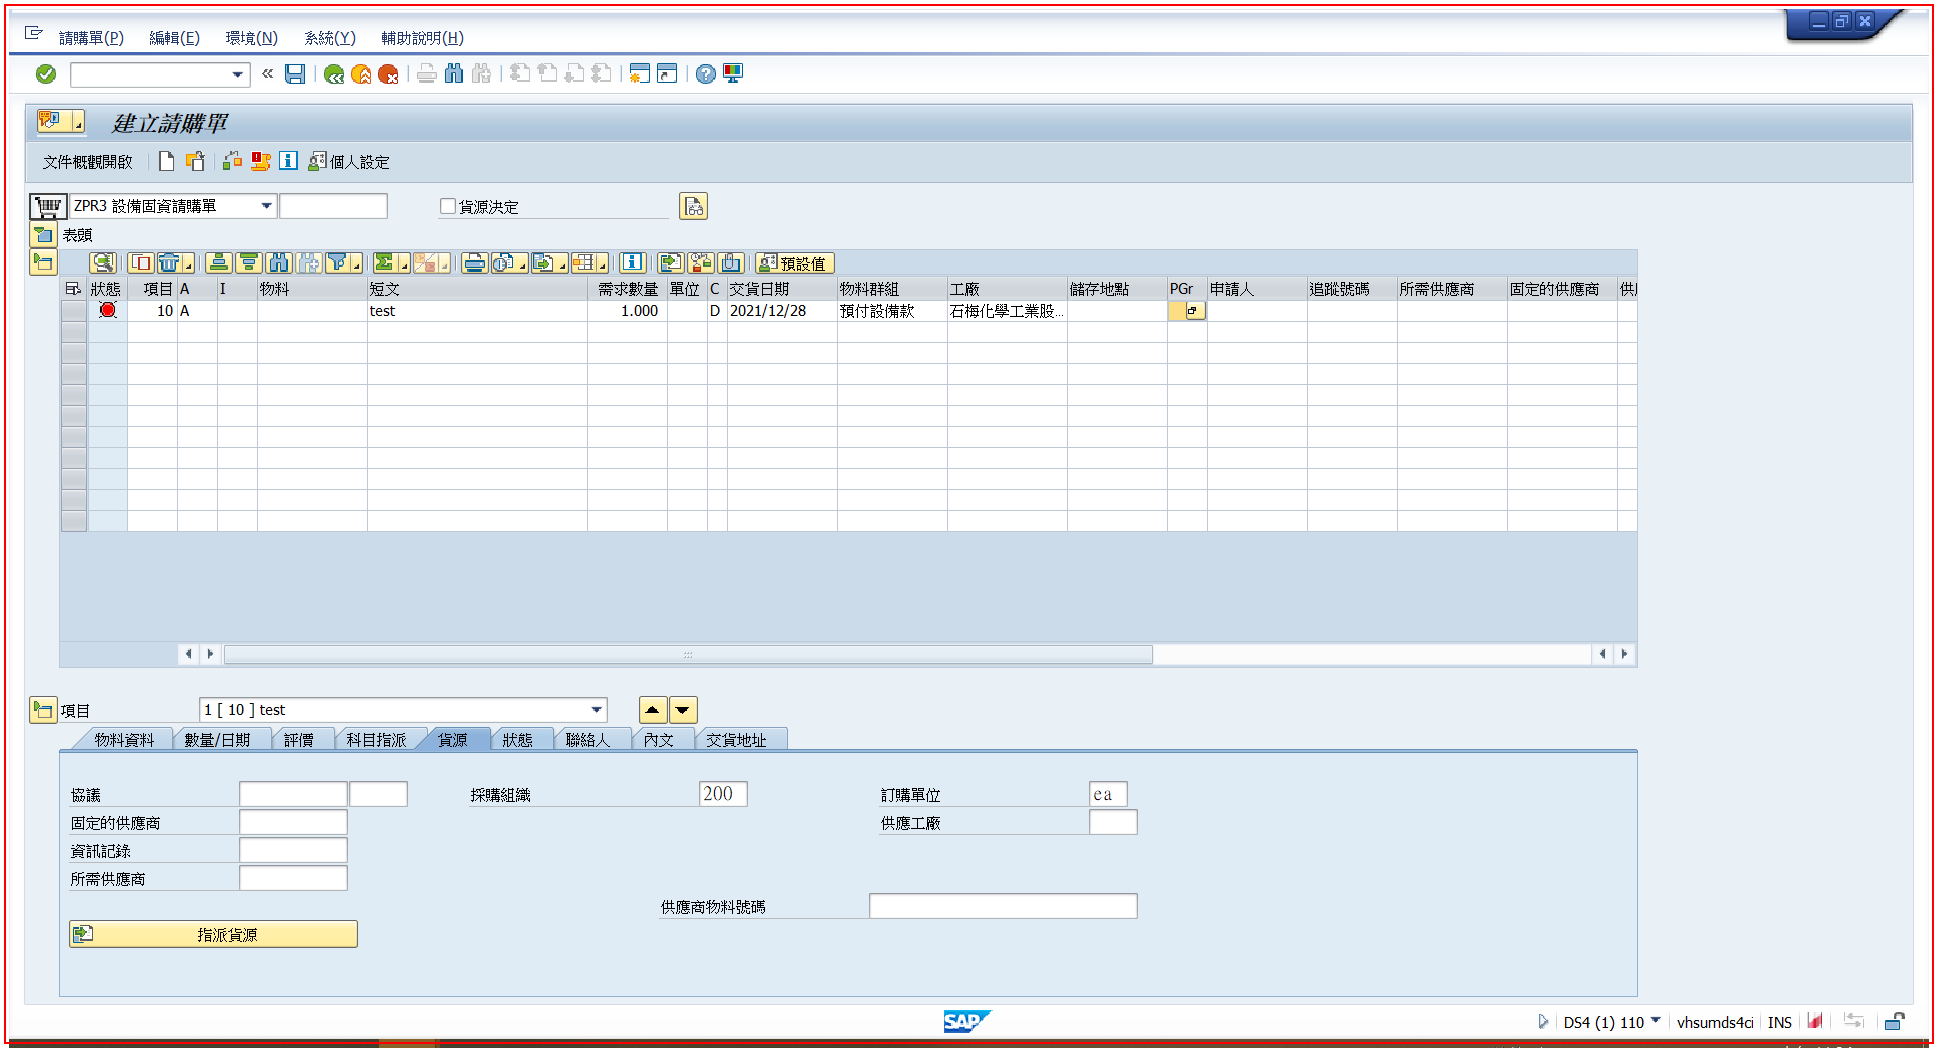 請購單(P) 編輯(E) 環境(N) 系統(Y) 輔助說明(H)
建立請購單
文件概觀開啟 個人設定
ZPR3 設備固資請購單 貨源決定
表頭
預設值
狀態 項目 A I 物料 短文 需求數量 單位 C 交貨日期 物料群組 工廠 儲存地點 PGr 申請人 追蹤號碼 所需供應商 固定的供應商
10 A test 1.000 D 2021/12/28 預付設備款 石梅化學工業股...
項目 1 [ 10 ] test
物料資料 數量/日期 評價 科目指派 貨源 狀態 聯絡人 內文 交貨地址
協議 採購組織 200 訂購單位 ea
固定的供應商 供應工廠
資訊記錄
所需供應商
供應商物料號碼
指派貨源
SAP DS4 (1) 110 vhsumds4ci INS